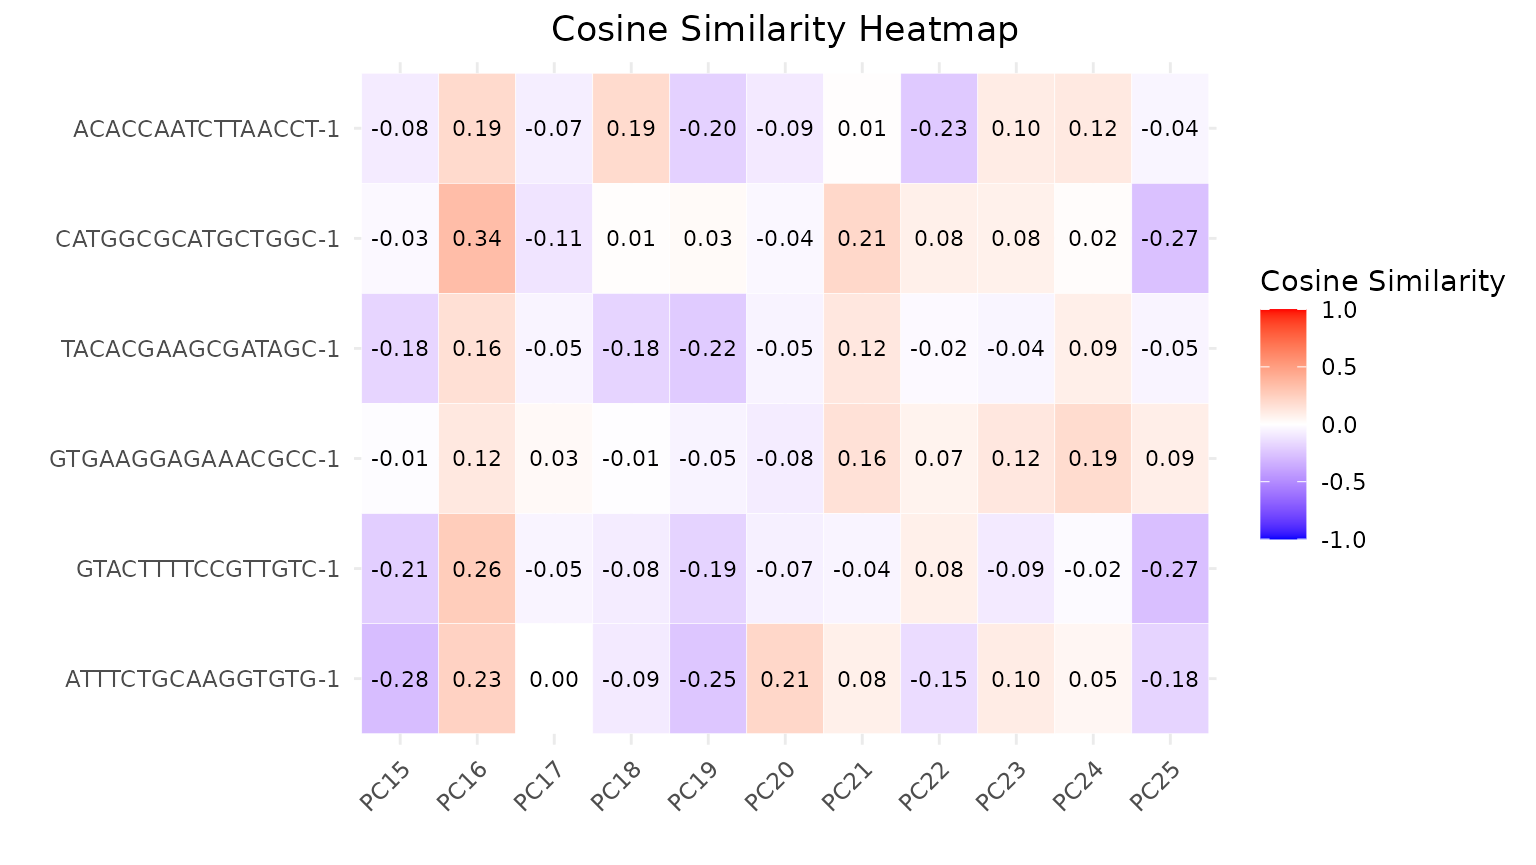 Cosine Similarity Heatmap
ACACCAATCTTAACCT-1 -0.08 0.19 -0.07 0.19 -0.20 -0.09 0.01 -0.23 0.10 0.12 -0.04
CATGGCGCATGCTGGC-1 -0.03 0.34 -0.11 0.01 0.03 -0.04 0.21 0.08 0.08 0.02 -0.27
TACACGAAGCGATAGC-1 -0.18 0.16 -0.05 -0.18 -0.22 -0.05 0.12 -0.02 -0.04 0.09 -0.05
GTGAAGGAGAAACGCC-1 -0.01 0.12 0.03 -0.01 -0.05 -0.08 0.16 0.07 0.12 0.19 0.09
GTACTTTTCCGTTGTC-1 -0.21 0.26 -0.05 -0.08 -0.19 -0.07 -0.04 0.08 -0.09 -0.02 -0.27
ATTTCTGCAAGGTGTG-1 -0.28 0.23 0.00 -0.09 -0.25 0.21 0.08 -0.15 0.10 0.05 -0.18
PC15 PC16 PC17 PC18 PC19 PC20 PC21 PC22 PC23 PC24 PC25
Cosine Similarity
1.0
0.5
0.0
-0.5
-1.0